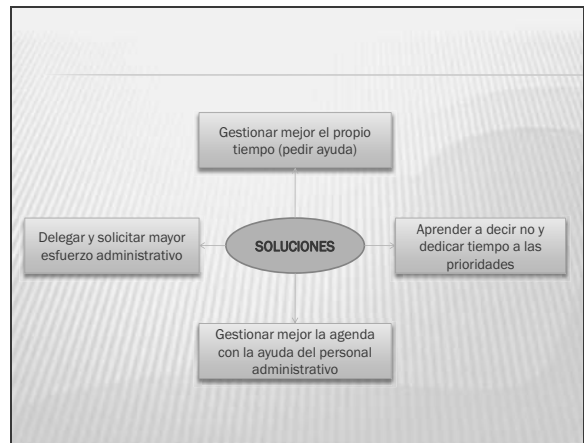 Gestionar mejor el propio
tiempo (pedir ayuda)
Delegar y solicitar mayor
esfuerzo administrativo
SOLUCIONES
Aprender a decir no y
dedicar tiempo a las
prioridades
Gestionar mejor la agenda
con la ayuda del personal
administrativo